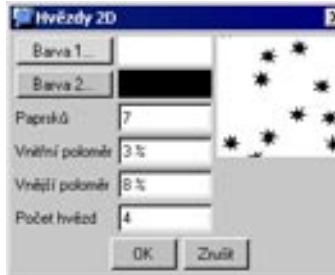 Hvězdy 2D
Barva 1...
Barva 2...
Paprsků 7
Vnitřní poloměr 3 %
Vnější poloměr 8 %
Počet hvězd 4
OK Zrušit